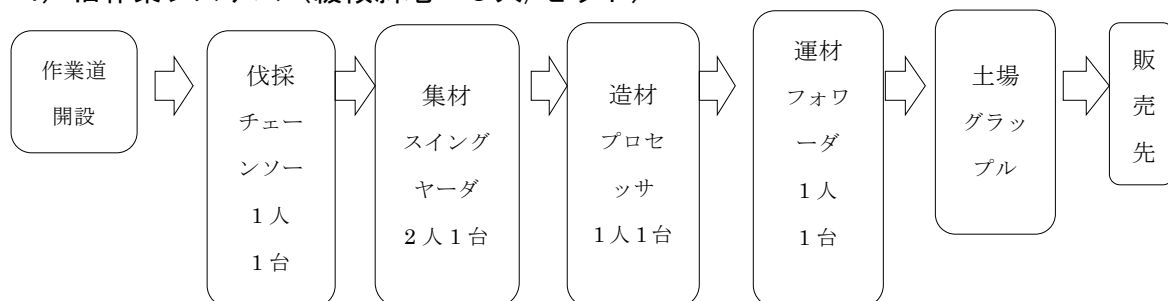 作業道
開設
伐採
チェー
ンソー
1人
1台
集材
スイング
ヤーダ
2人1台
造材
プロセ
ッサ
1人1台
運材
フォワ
ーダ
1人
1台
土場
グラッ
プル
販
売
先